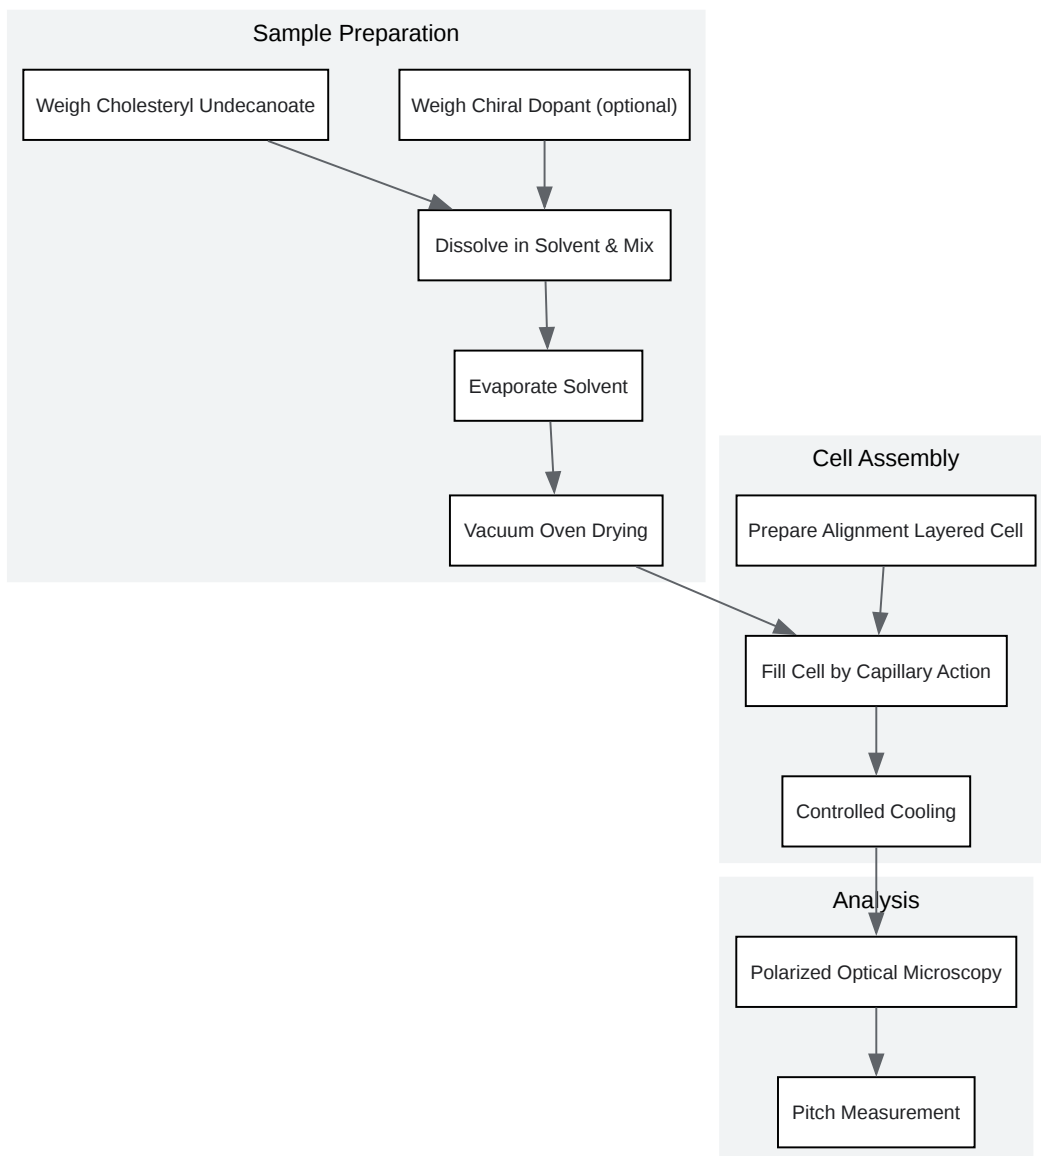 Sample Preparation
Weigh Cholesteryl Undecanoate
Weigh Chiral Dopant (optional)
Dissolve in Solvent & Mix
Evaporate Solvent
Vacuum Oven Drying
Cell Assembly
Prepare Alignment Layered Cell
Fill Cell by Capillary Action
Controlled Cooling
Analysis
Polarized Optical Microscopy
Pitch Measurement